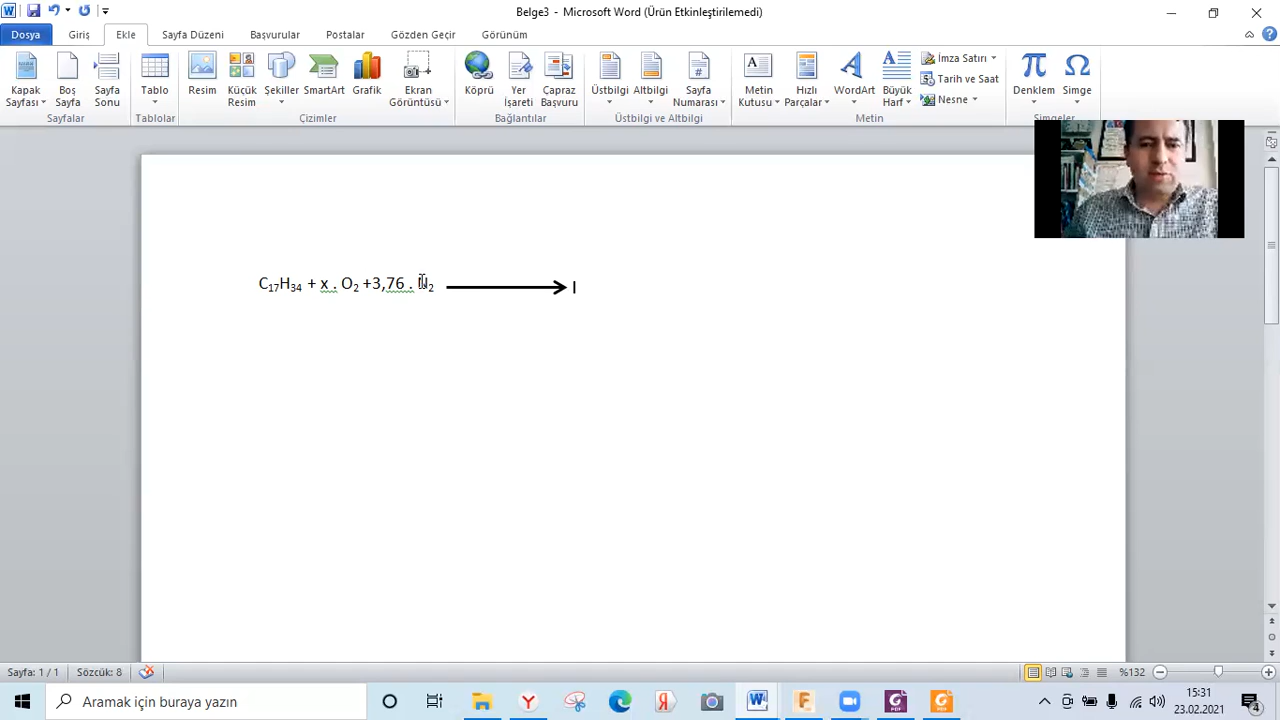 Belge3 - Microsoft Word (Ürün Etkinleştirilemedi)
Dosya Giriş Ekle Sayfa Düzeni Başvurular Postalar Gözden Geçir Görünüm
Kapak Sayfası Boş Sayfa Sayfa Sonu Tablo Resim Küçük Resim Şekiller SmartArt Grafik Ekran Görüntüsü Köprü Yer İşareti Çapraz Başvuru Üstbilgi Altbilgi Sayfa Numarası Metin Kutusu Hızlı Parçalar WordArt Büyük Harf İmza Satırı Tarih ve Saat Nesne Denklem Simge
Sayfalar Tablolar Çizimler Bağlantılar Üstbilgi ve Altbilgi Metin Simgeler
C₁₇H₃₄ + x . O₂ +3,76 . N₂
Sayfa: 1 / 1 Sözcük: 8 %132
Aramak için buraya yazın
15:31
23.02.2021